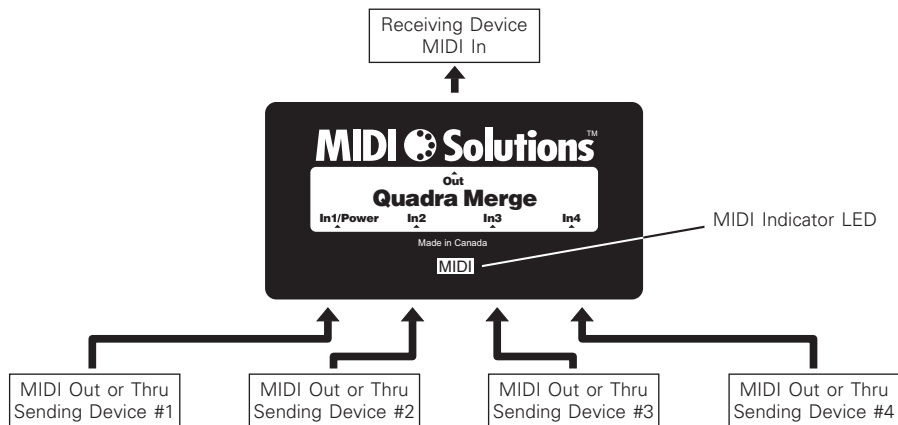 Receiving Device
MIDI In
MIDI Solutions™
Out
Quadra Merge
In1/Power In2 In3 In4
Made in Canada
MIDI
MIDI Indicator LED
MIDI Out or Thru
Sending Device #1
MIDI Out or Thru
Sending Device #2
MIDI Out or Thru
Sending Device #3
MIDI Out or Thru
Sending Device #4